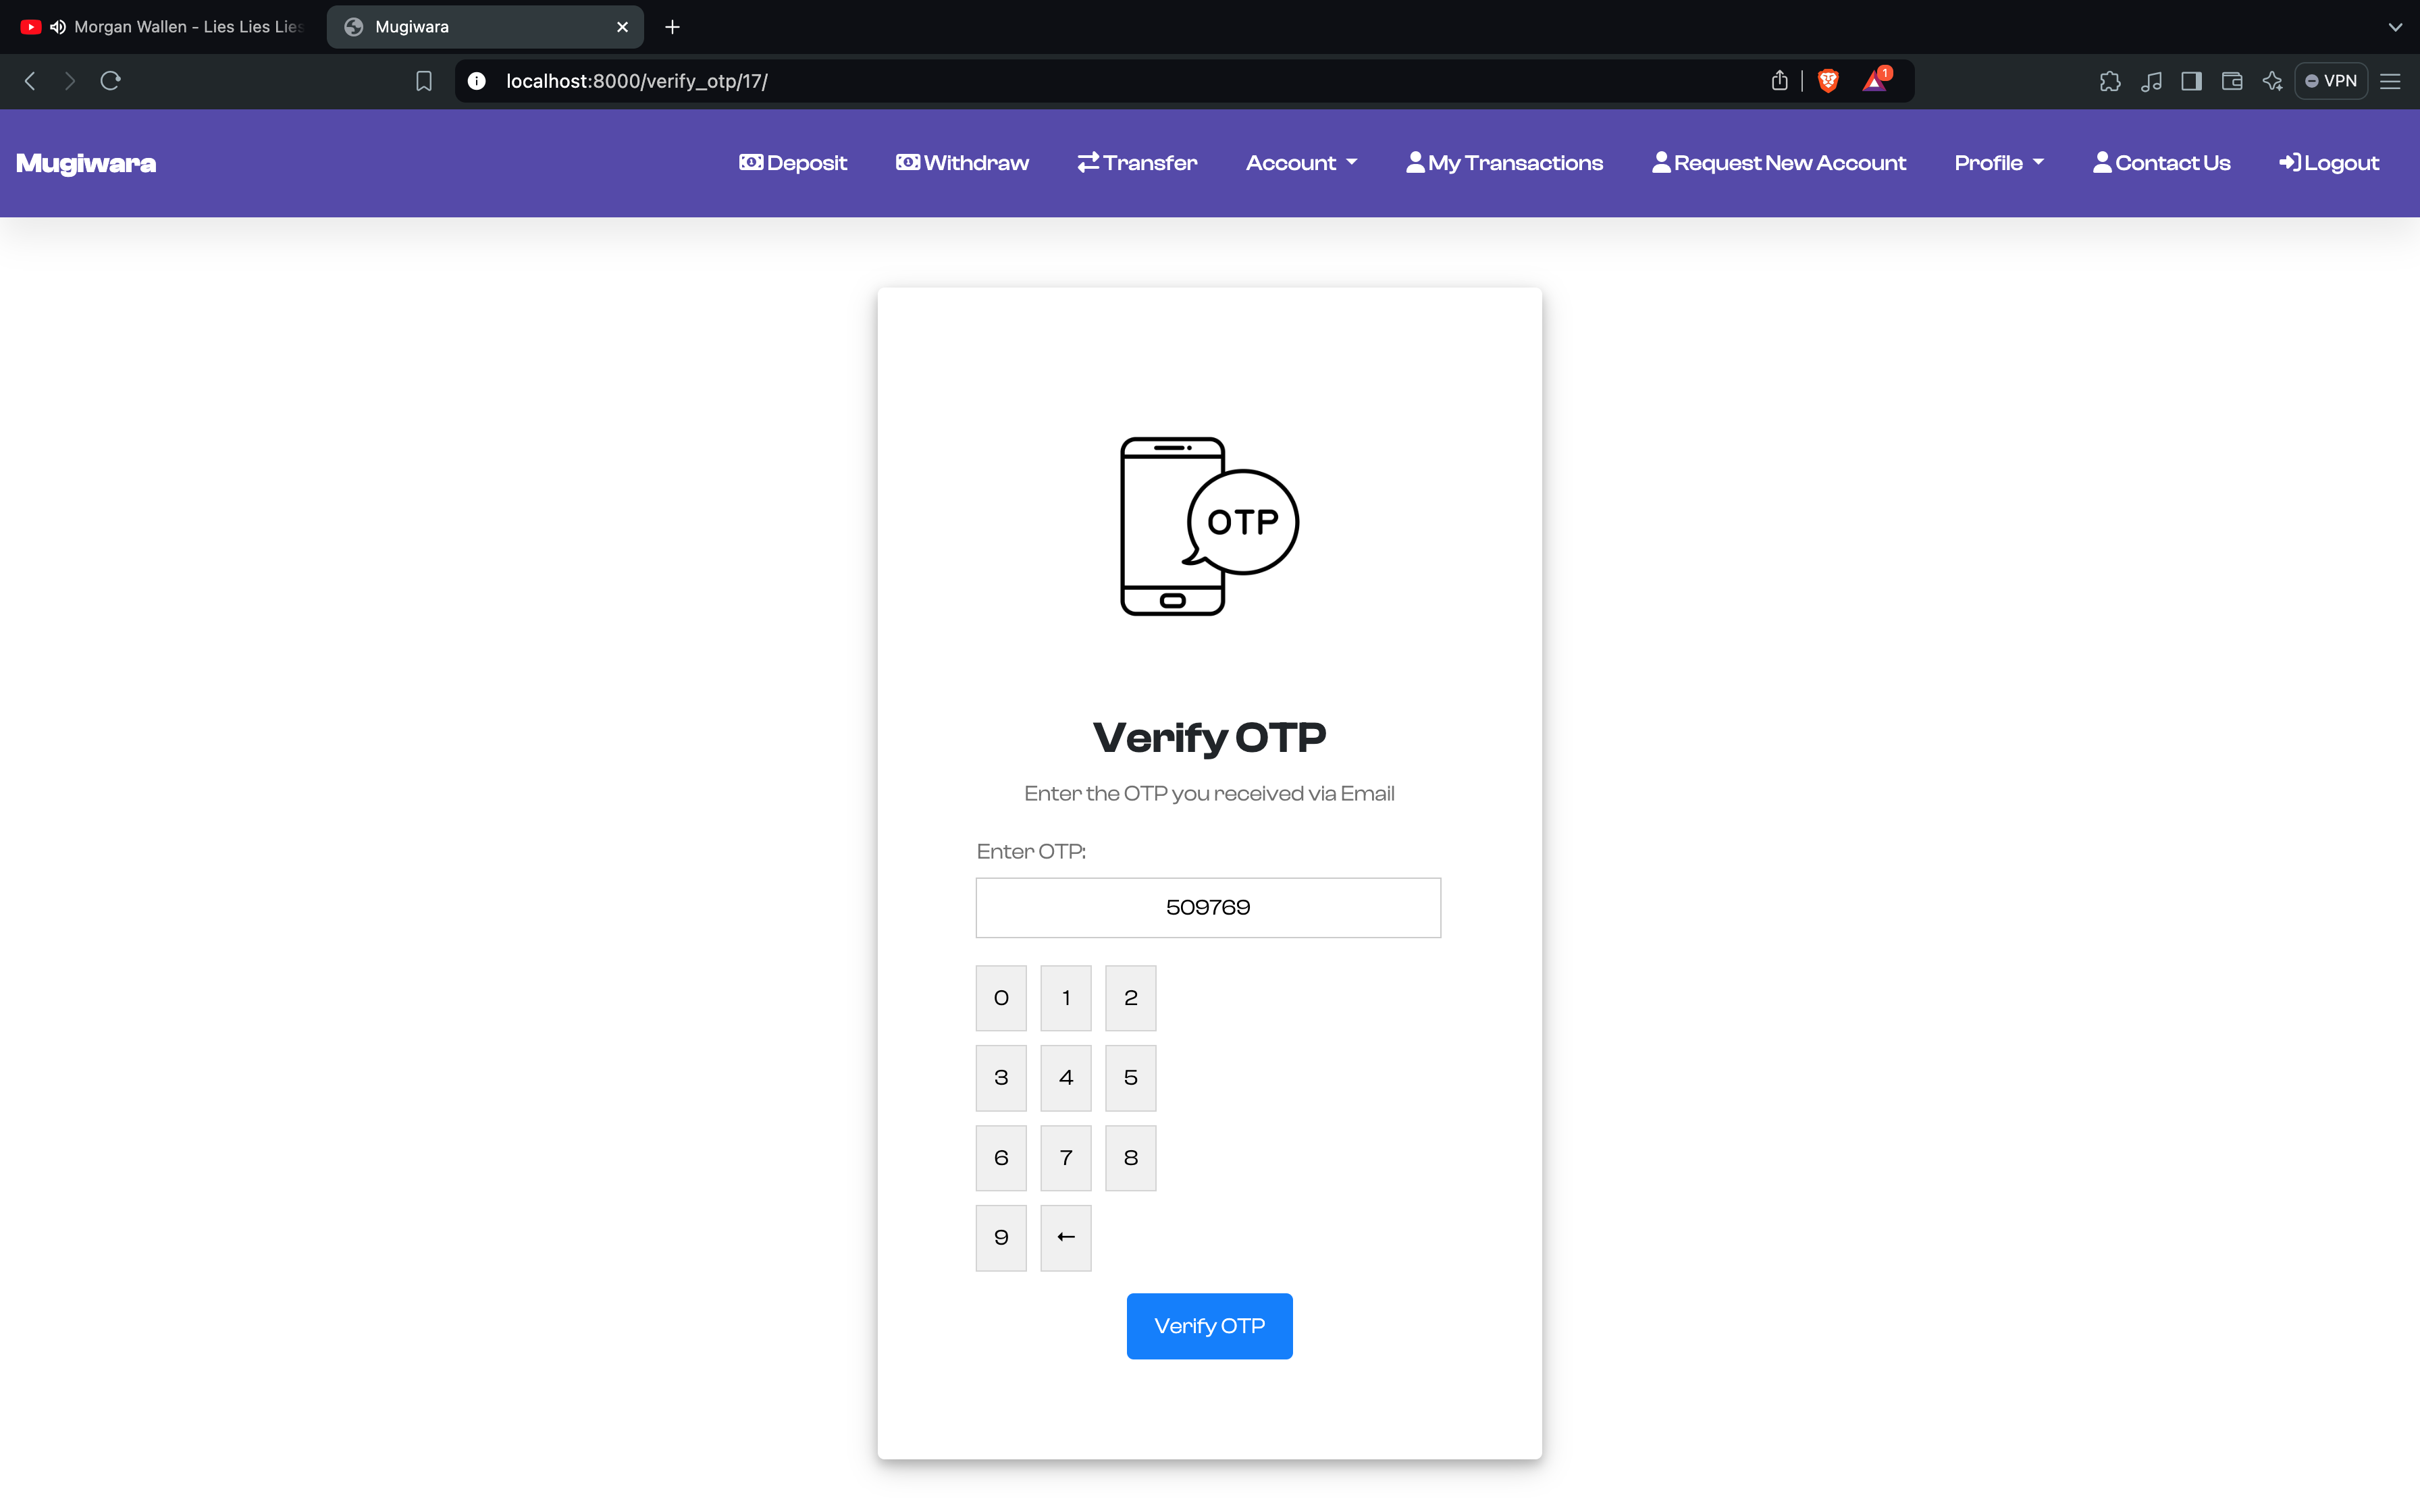 Morgan Wallen - Lies Lies Lies
Mugiwara
localhost:8000/verify_otp/17/
1
VPN
Mugiwara
Deposit
Withdraw
Transfer
Account
My Transactions
Request New Account
Profile
Contact Us
Logout
OTP
Verify OTP
Enter the OTP you received via Email
Enter OTP:
509769
0 1 2
3 4 5
6 7 8
9 ←
Verify OTP